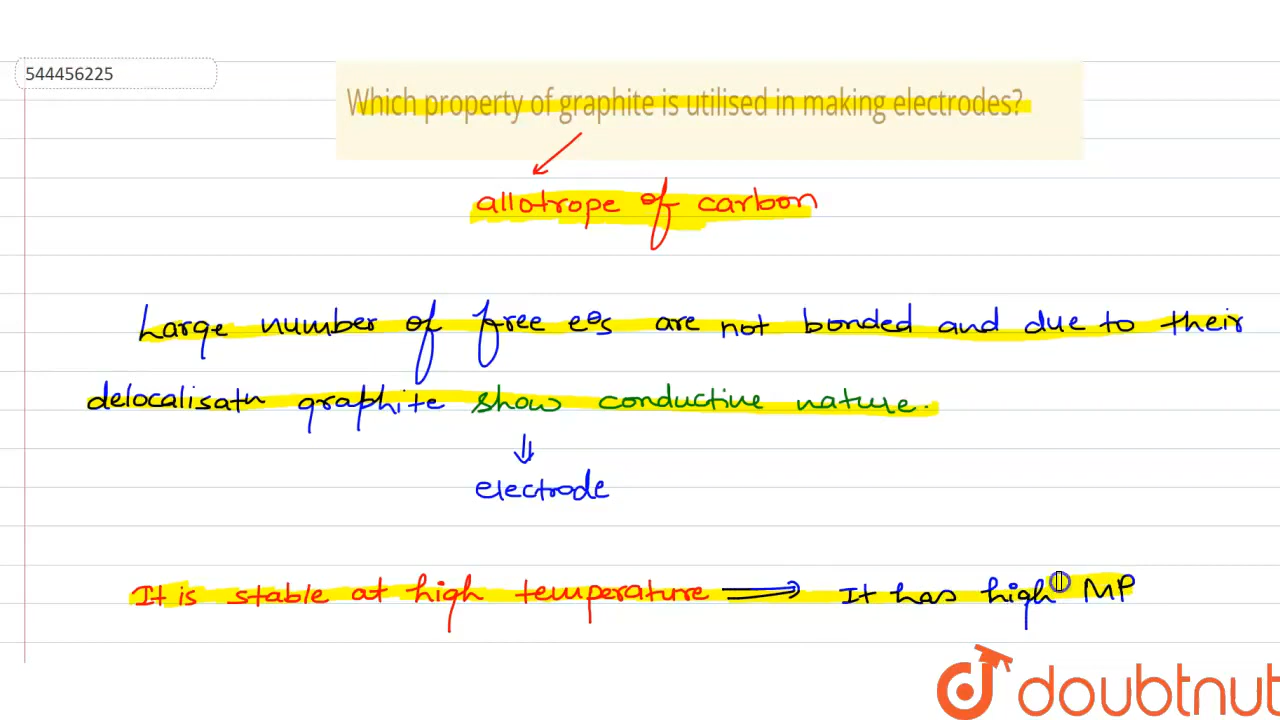 544456225
Which property of graphite is utilised in making electrodes?
allotrope of carbon
Large number of free e⊖s are not bonded and due to their
delocalisatn graphite show conductive nature.
⇓
electrode
It is stable at high temperature ⟹ It has high MP
doubtnut